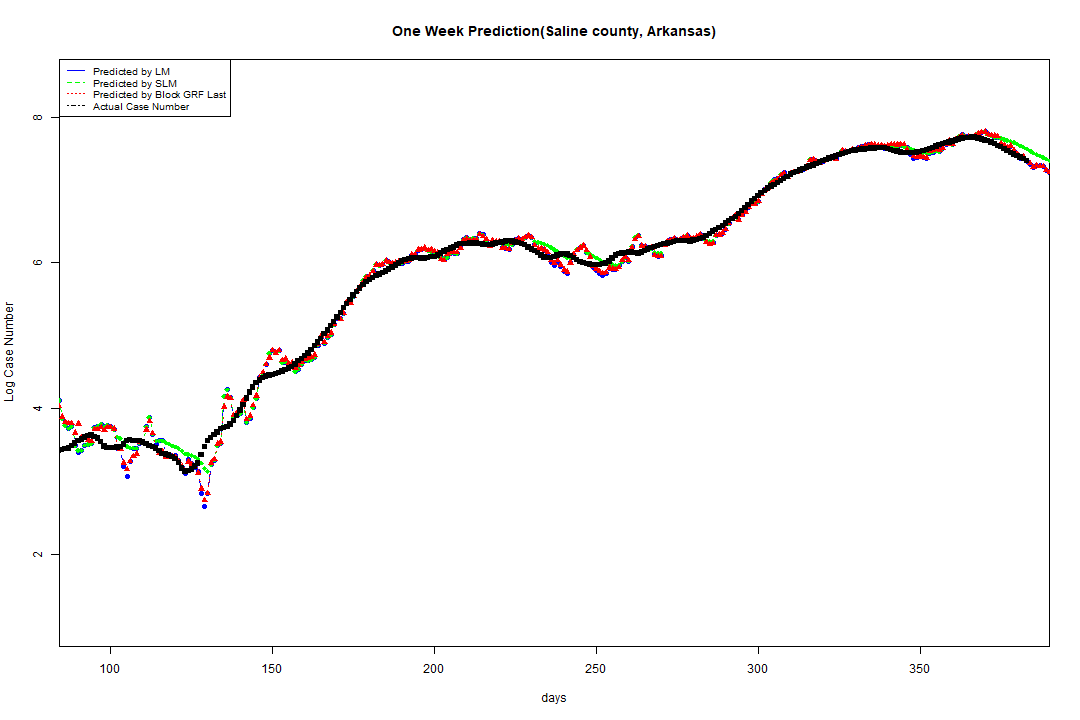 One Week Prediction(Saline county, Arkansas)
Predicted by LM
Predicted by SLM
Predicted by Block GRF Last
Actual Case Number
8
6
4
2
Log Case Number
100 150 200 250 300 350
days